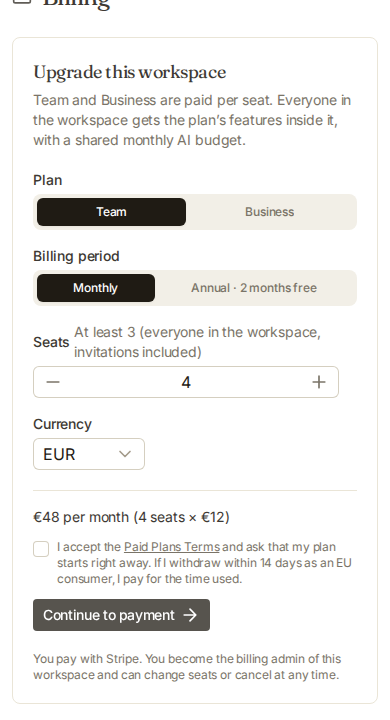 Billing
Upgrade this workspace
Team and Business are paid per seat. Everyone in
the workspace gets the plan's features inside it,
with a shared monthly AI budget.
Plan
Team Business
Billing period
Monthly Annual · 2 months free
Seats At least 3 (everyone in the workspace,
invitations included)
4
Currency
EUR
€48 per month (4 seats × €12)
I accept the Paid Plans Terms and ask that my plan
starts right away. If I withdraw within 14 days as an EU
consumer, I pay for the time used.
Continue to payment →
You pay with Stripe. You become the billing admin of this
workspace and can change seats or cancel at any time.